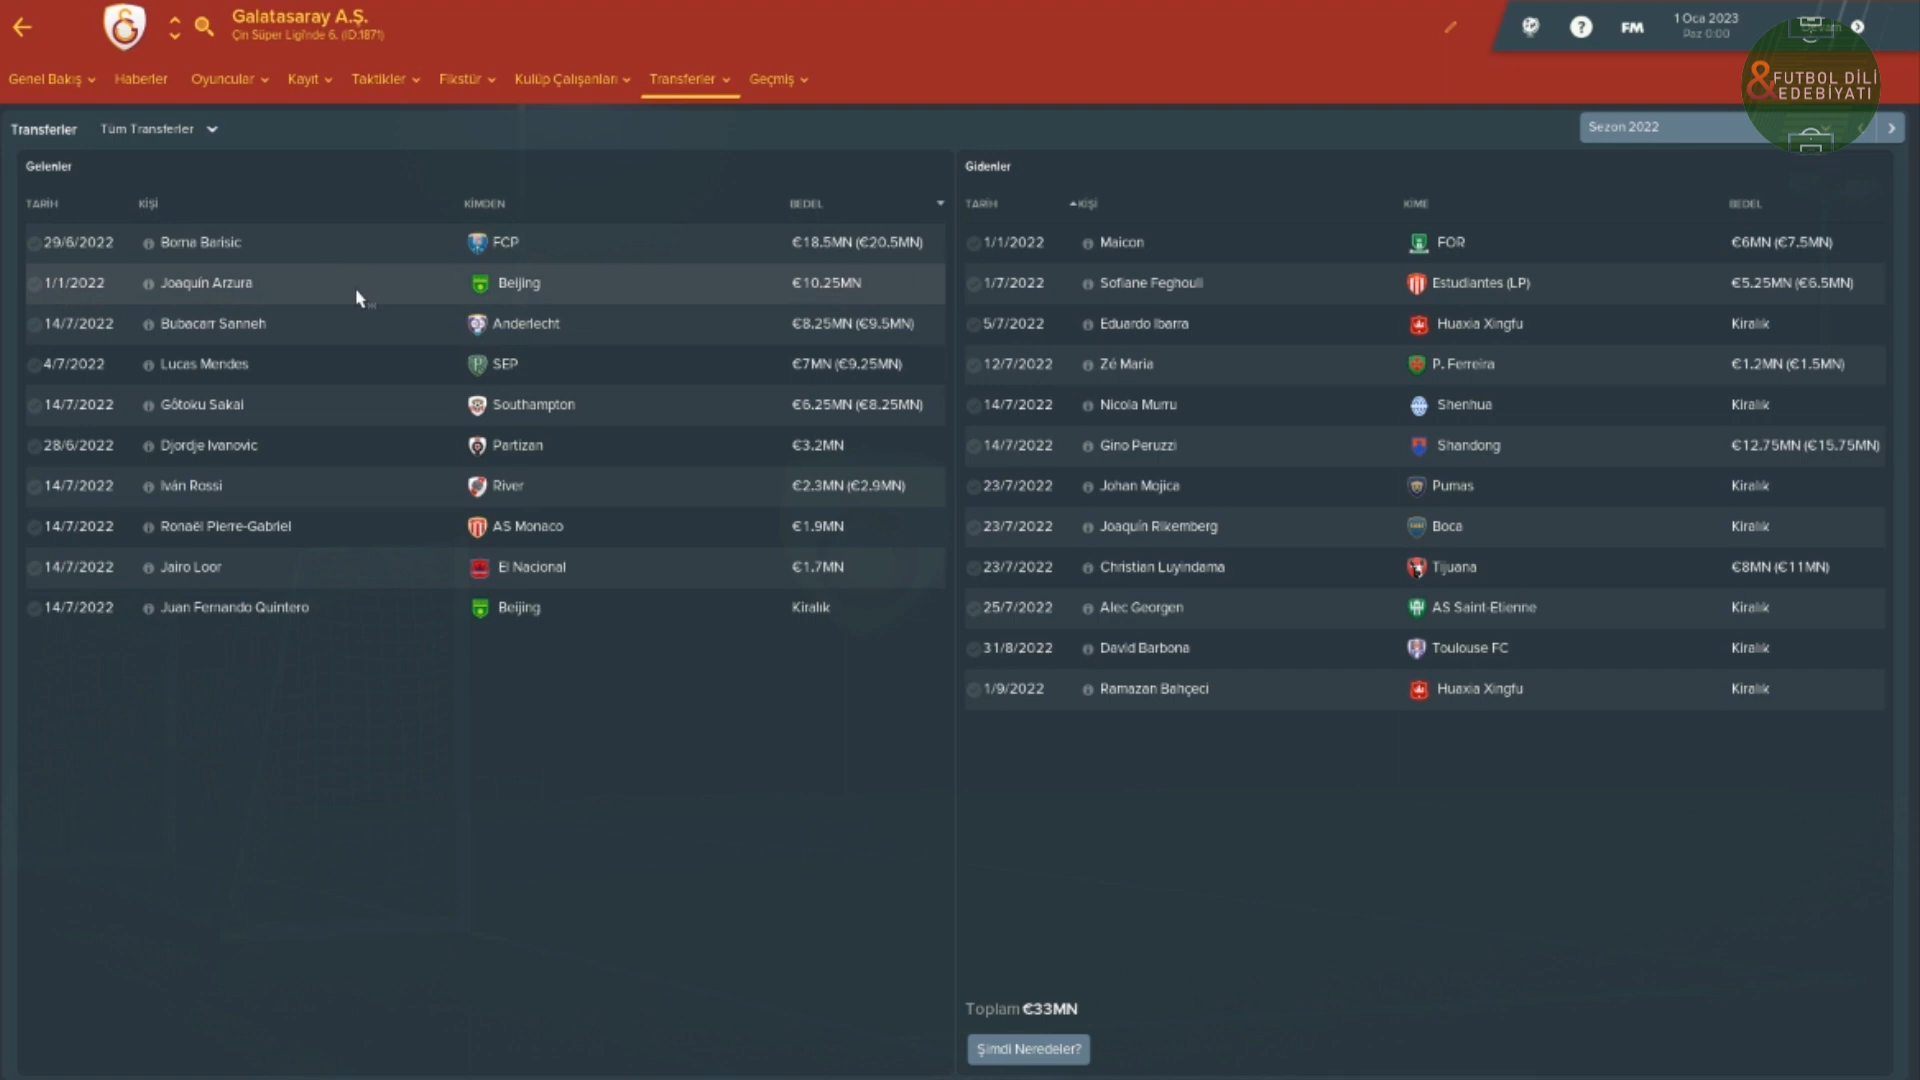 Galatasaray A.Ş.
Çin Süper Ligi'nde 6. (ID:1871)
FM
1 Oca 2023
Paz 0:00
&FUTBOL DİLİ
EDEBİYATI
Genel Bakış Haberler Oyuncular Kayıt Taktikler Fikstür Kulüp Çalışanları Transferler Geçmiş
Transferler Tüm Transferler
Sezon 2022
Gelenler
TARİH KİŞİ KİMDEN BEDEL
29/6/2022 Borna Barisic FCP €18.5MN (€20.5MN)
1/1/2022 Joaquín Arzura Beijing €10.25MN
14/7/2022 Bubacarr Sanneh Anderlecht €8.25MN (€9.5MN)
4/7/2022 Lucas Mendes SEP €7MN (€9.25MN)
14/7/2022 Gôtoku Sakai Southampton €6.25MN (€8.25MN)
28/6/2022 Djordje Ivanovic Partizan €3.2MN
14/7/2022 Iván Rossi River €2.3MN (€2.9MN)
14/7/2022 Ronaël Pierre-Gabriel AS Monaco €1.9MN
14/7/2022 Jairo Loor El Nacional €1.7MN
14/7/2022 Juan Fernando Quintero Beijing Kiralık
Gidenler
TARİH KİŞİ KİME BEDEL
1/1/2022 Maicon FOR €6MN (€7.5MN)
1/7/2022 Sofiane Feghouli Estudiantes (LP) €5.25MN (€6.5MN)
5/7/2022 Eduardo Ibarra Huaxia Xingfu Kiralık
12/7/2022 Zé Maria P. Ferreira €1.2MN (€1.5MN)
14/7/2022 Nicola Murru Shenhua Kiralık
14/7/2022 Gino Peruzzi Shandong €12.75MN (€15.75MN)
23/7/2022 Johan Mojica Pumas Kiralık
23/7/2022 Joaquín Rikemberg Boca Kiralık
23/7/2022 Christian Luyindama Tijuana €8MN (€11MN)
25/7/2022 Alec Georgen AS Saint-Etienne Kiralık
31/8/2022 David Barbona Toulouse FC Kiralık
1/9/2022 Ramazan Bahçeci Huaxia Xingfu Kiralık
Toplam €33MN
Şimdi Neredeler?